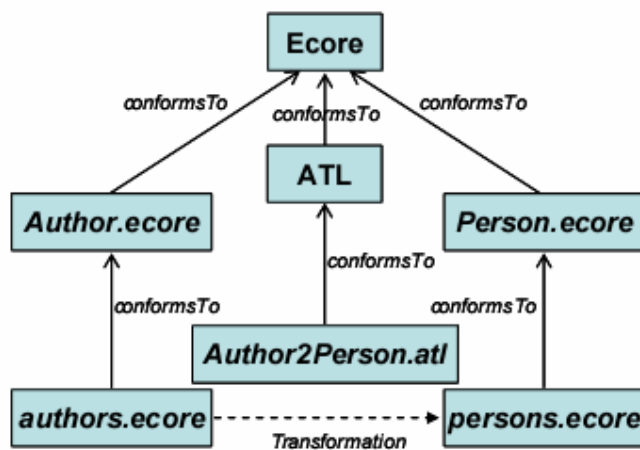 Ecore
conformsTo
conformsTo
conformsTo
ATL
Author.ecore
Person.ecore
conformsTo
conformsTo
conformsTo
Author2Person.atl
authors.ecore
persons.ecore
Transformation